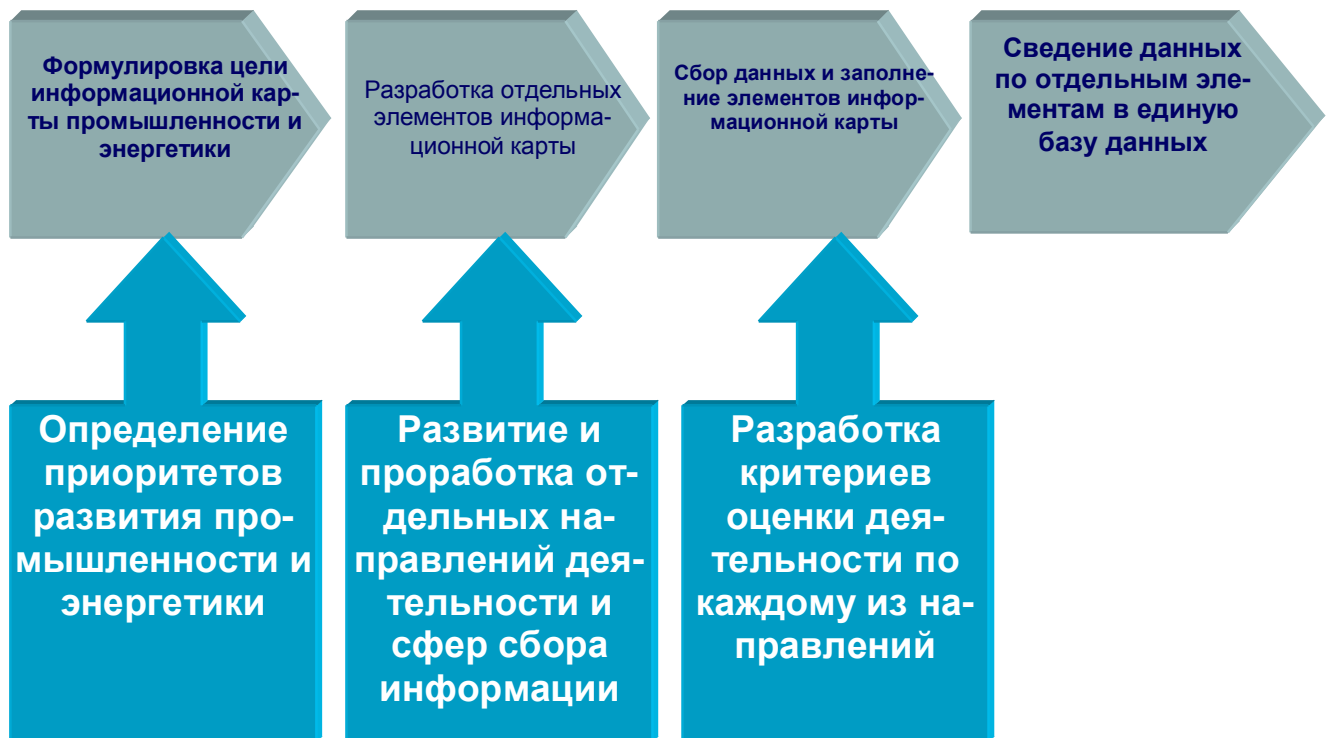 Формулировка цели
информационной кар-
ты промышленности и
энергетики
Разработка отдельных
элементов информа-
ционной карты
Сбор данных и заполне-
ние элементов инфор-
мационной карты
Сведение данных
по отдельным эле-
ментам в единую
базу данных
Определение
приоритетов
развития про-
мышленности и
энергетики
Развитие и
проработка от-
дельных на-
правлений дея-
тельности и
сфер сбора
информации
Разработка
критериев
оценки дея-
тельности по
каждому из на-
правлений